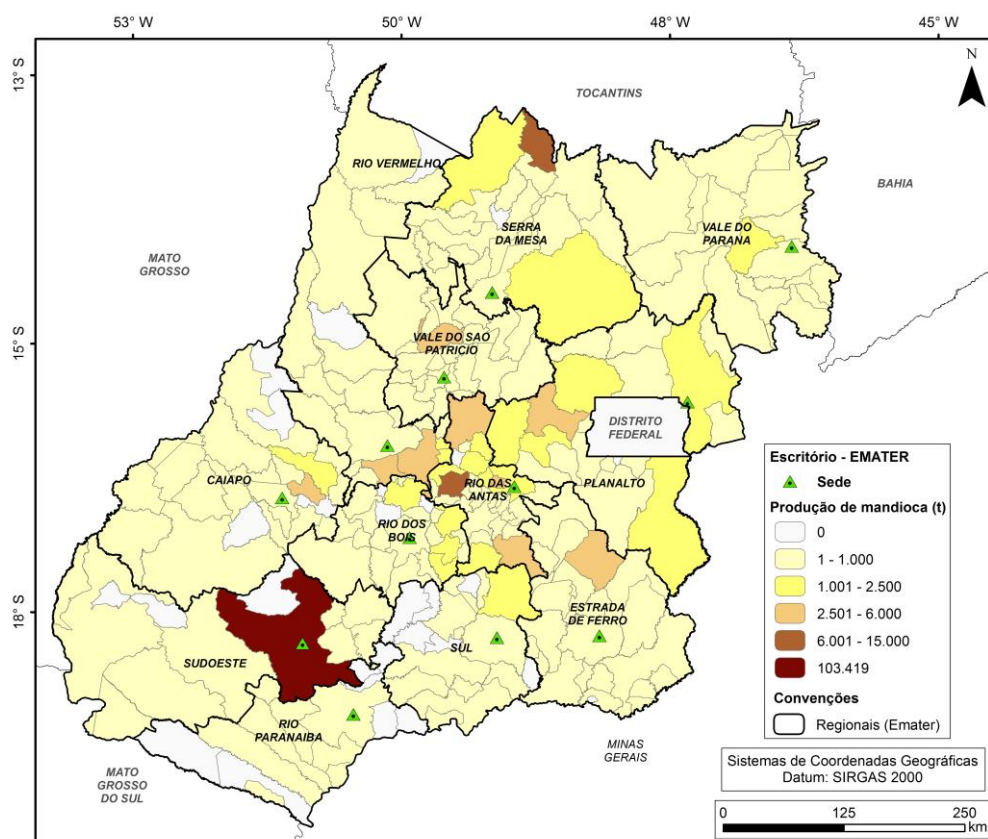 53° W
50° W
48° W
45° W
N
13° S
15° S
18° S
TOCANTINS
RIO VERMELHO
BAHIA
SERRA
DA MESA
VALE DO
PARANA
MATO
GROSSO
VALE DO SAO
PATRICIO
DISTRITO
FEDERAL
CAIAPO
RIO DAS
ANTAS
PLANALTO
RIO DOS
BOIS
ESTRADA
DE FERRO
SUL
SUDOESTE
RIO
PARANAIBA
MINAS
GERAIS
MATO
GROSSO
DO SUL
Escritório - EMATER
Sede
Produção de mandioca (t)
0
1 - 1.000
1.001 - 2.500
2.501 - 6.000
6.001 - 15.000
103.419
Convenções
Regionais (Emater)
Sistemas de Coordenadas Geográficas
Datum: SIRGAS 2000
0 125 250
km